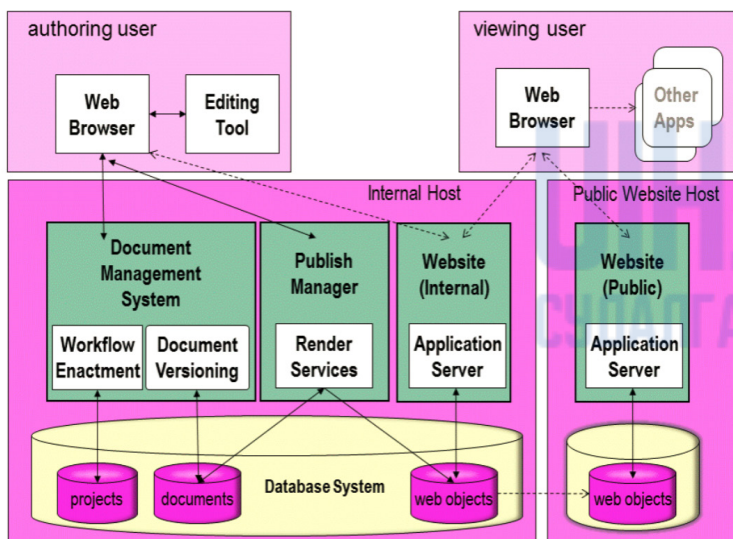 authoring user
viewing user
Web
Browser
Editing
Tool
Web
Browser
Other
Apps
Internal Host
Public Website Host
Document
Management
System
Publish
Manager
Website
(Internal)
Website
(Public)
Workflow
Enactment
Document
Versioning
Render
Services
Application
Server
Application
Server
projects
documents
Database System
web objects
web objects